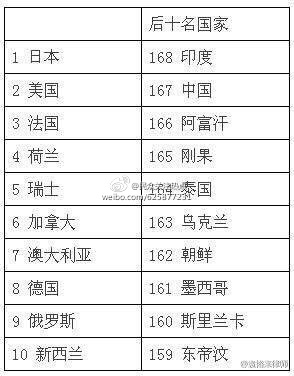 后十名国家
1 日本 168 印度
2 美国 167 中国
3 法国 166 阿富汗
4 荷兰 165 刚果
5 瑞士 164 泰国
weibo.com/625877231
6 加拿大 163 乌克兰
7 澳大利亚 162 朝鲜
8 德国 161 墨西哥
9 俄罗斯 160 斯里兰卡
10 新西兰 159 东帝汶